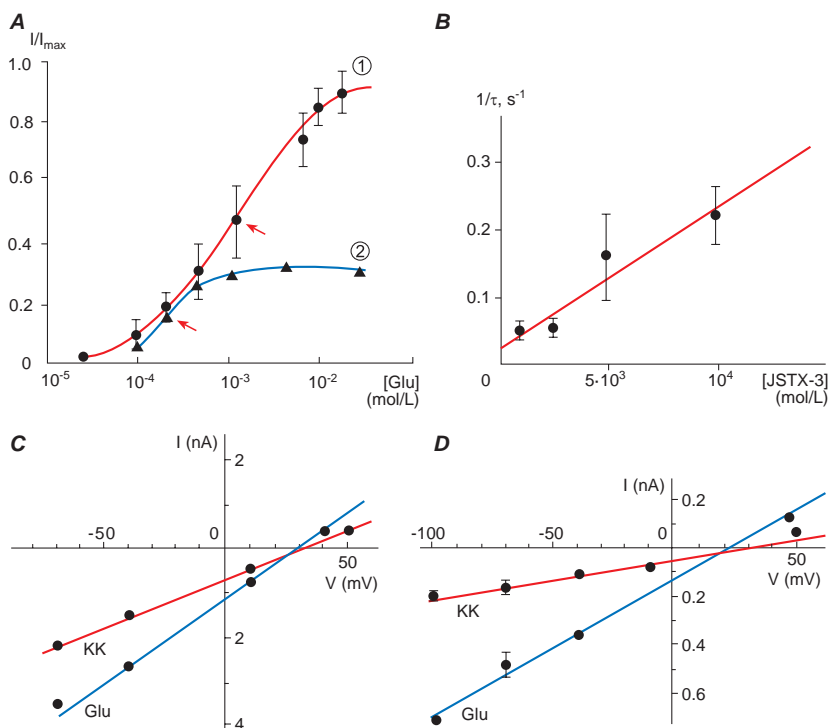 A
I/Imax
1.0
0.8
0.6
0.4
0.2
0
10-5
10-4
10-3
10-2
[Glu]
(mol/L)
1
2
B
1/τ, s-1
0.3
0.2
0.1
0
5·103
104
[JSTX-3]
(mol/L)
C
I (nA)
2
-50
0
50
V (mV)
KK
2
Glu
4
D
I (nA)
0.2
-100
-50
0
50
V (mV)
KK
0.2
0.4
Glu
0.6